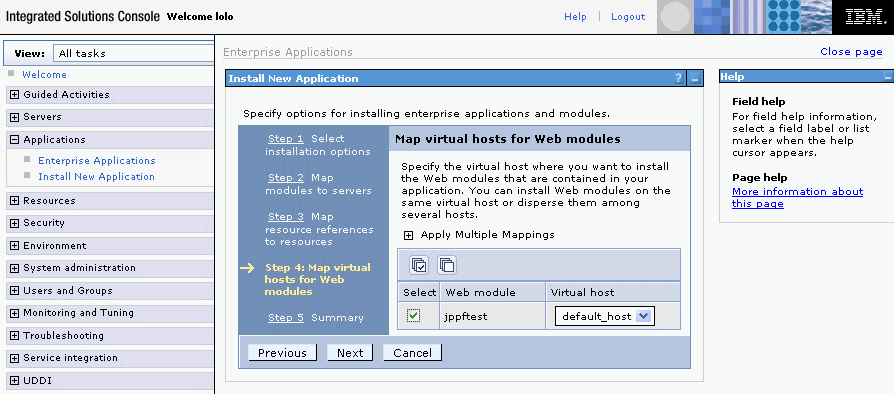 Integrated Solutions Console Welcome lolo
Help | Logout
IBM.
View: All tasks
Welcome
Guided Activities
Servers
Applications
Enterprise Applications
Install New Application
Resources
Security
Environment
System administration
Users and Groups
Monitoring and Tuning
Troubleshooting
Service integration
UDDI
Enterprise Applications
Close page
Install New Application ? –
Specify options for installing enterprise applications and modules.
Step 1 Select
installation options
Step 2 Map
modules to servers
Step 3 Map
resource references
to resources
Step 4: Map virtual
hosts for Web
modules
Step 5 Summary
Map virtual hosts for Web modules
Specify the virtual host where you want to install
the Web modules that are contained in your
application. You can install Web modules on the
same virtual host or disperse them among
several hosts.
Apply Multiple Mappings
Select Web module Virtual host
jppftest default_host
Previous Next Cancel
Help –
Field help
For field help information,
select a field label or list
marker when the help
cursor appears.
Page help
More information about
this page